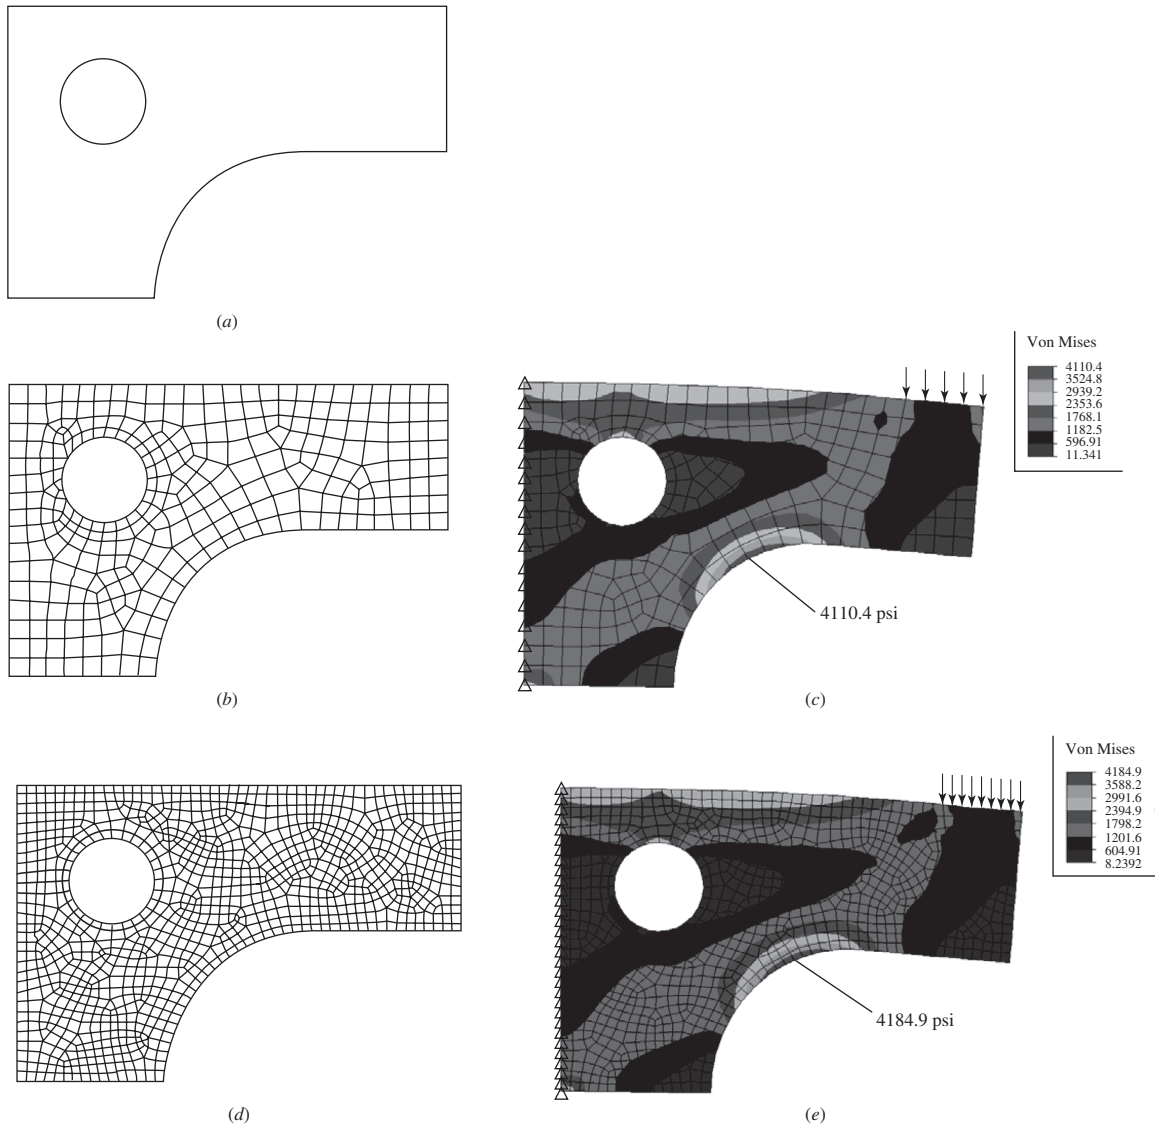 (a)
Von Mises
4110.4
3524.8
2939.2
2353.6
1768.1
1182.5
596.91
11.341
4110.4 psi
(b)
(c)
Von Mises
4184.9
3588.2
2991.6
2394.9
1798.2
1201.6
604.91
8.2392
4184.9 psi
(d)
(e)